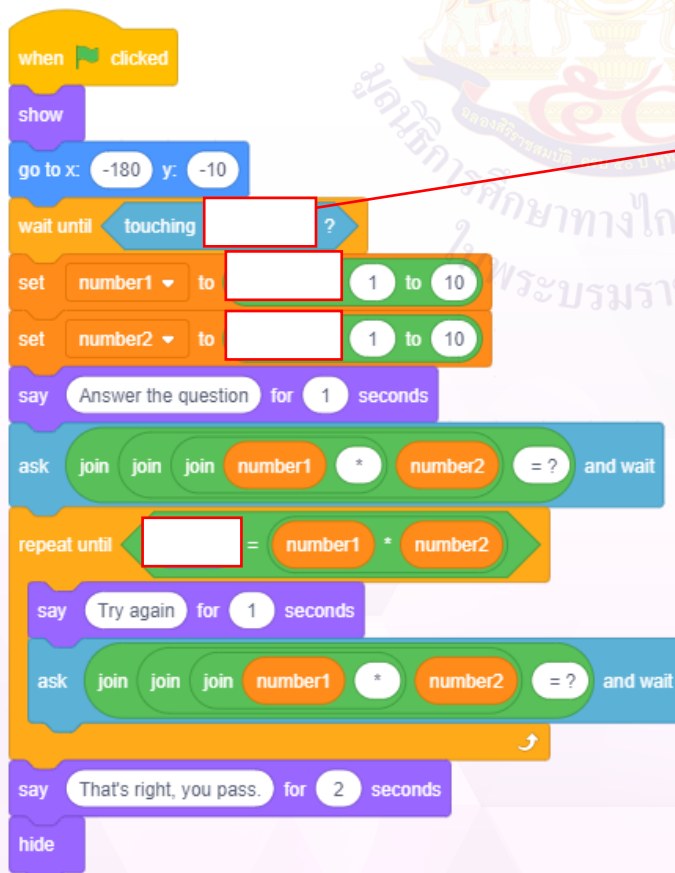 when clicked
show
go to x: -180 y: -10
wait until touching ?
set number1 to 1 to 10
set number2 to 1 to 10
say Answer the question for 1 seconds
ask join join join number1 * number2 = ? and wait
repeat until = number1 * number2
say Try again for 1 seconds
ask join join join number1 * number2 = ? and wait
say That's right, you pass. for 2 seconds
hide